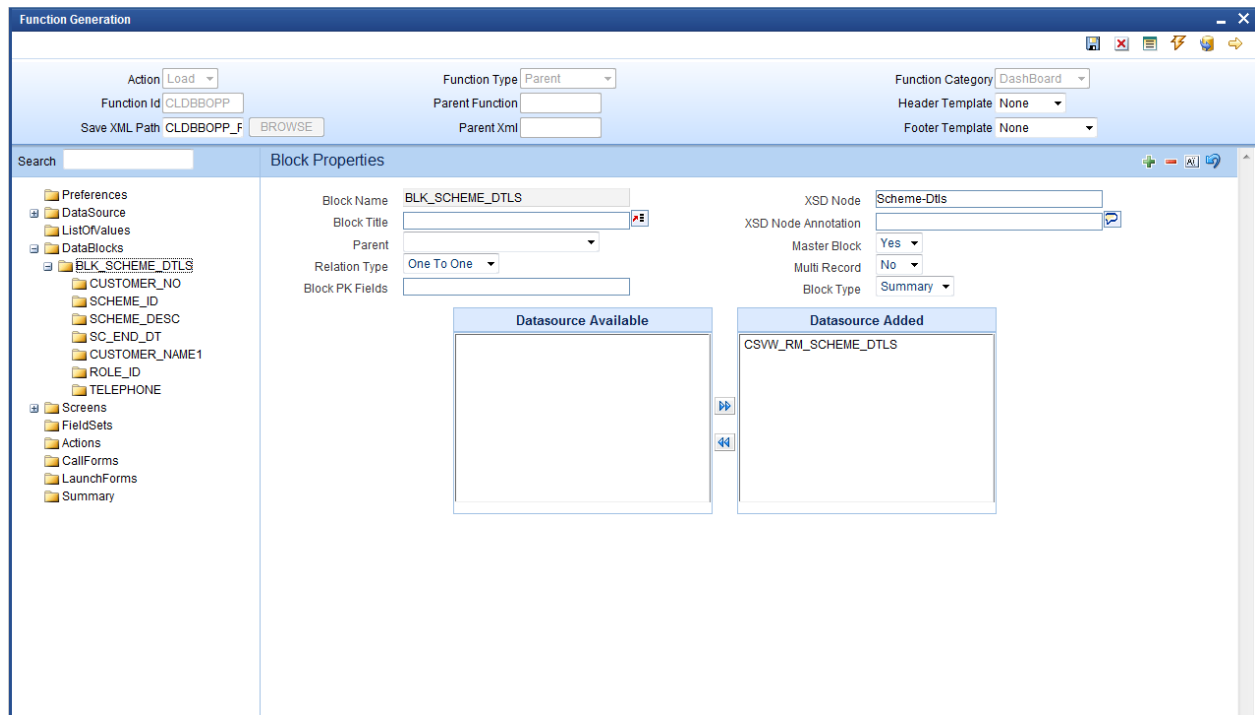 Function Generation
Action Load Function Type Parent Function Category DashBoard
Function Id CLDBBOPP Parent Function Header Template None
Save XML Path CLDBBOPP_F BROWSE Parent Xml Footer Template None
Search Block Properties
Preferences
DataSource
ListOfValues
DataBlocks
BLK_SCHEME_DTLS
CUSTOMER_NO
SCHEME_ID
SCHEME_DESC
SC_END_DT
CUSTOMER_NAME1
ROLE_ID
TELEPHONE
Screens
FieldSets
Actions
CallForms
LaunchForms
Summary
Block Name BLK_SCHEME_DTLS XSD Node Scheme-Dtls
Block Title XSD Node Annotation
Parent Master Block Yes
Relation Type One To One Multi Record No
Block PK Fields Block Type Summary
Datasource Available Datasource Added
CSVW_RM_SCHEME_DTLS